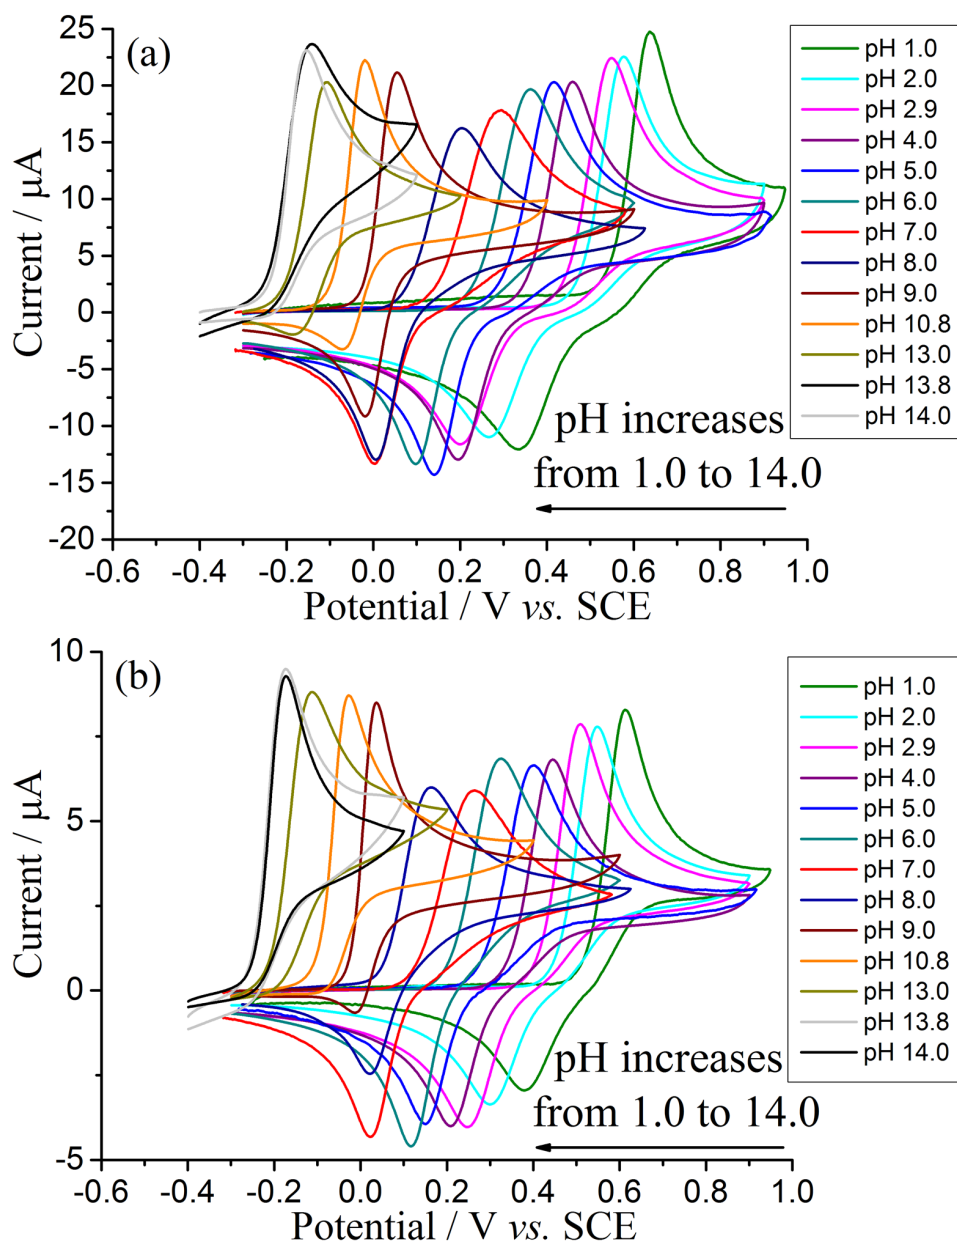 (a)
25
20
15
10
5
0
-5
-10
-15
-20
Current / μA
-0.6 -0.4 -0.2 0.0 0.2 0.4 0.6 0.8 1.0
Potential / V vs. SCE
pH increases
from 1.0 to 14.0
pH 1.0
pH 2.0
pH 2.9
pH 4.0
pH 5.0
pH 6.0
pH 7.0
pH 8.0
pH 9.0
pH 10.8
pH 13.0
pH 13.8
pH 14.0
(b)
10
5
0
-5
Current / μA
-0.6 -0.4 -0.2 0.0 0.2 0.4 0.6 0.8 1.0
Potential / V vs. SCE
pH increases
from 1.0 to 14.0
pH 1.0
pH 2.0
pH 2.9
pH 4.0
pH 5.0
pH 6.0
pH 7.0
pH 8.0
pH 9.0
pH 10.8
pH 13.0
pH 13.8
pH 14.0